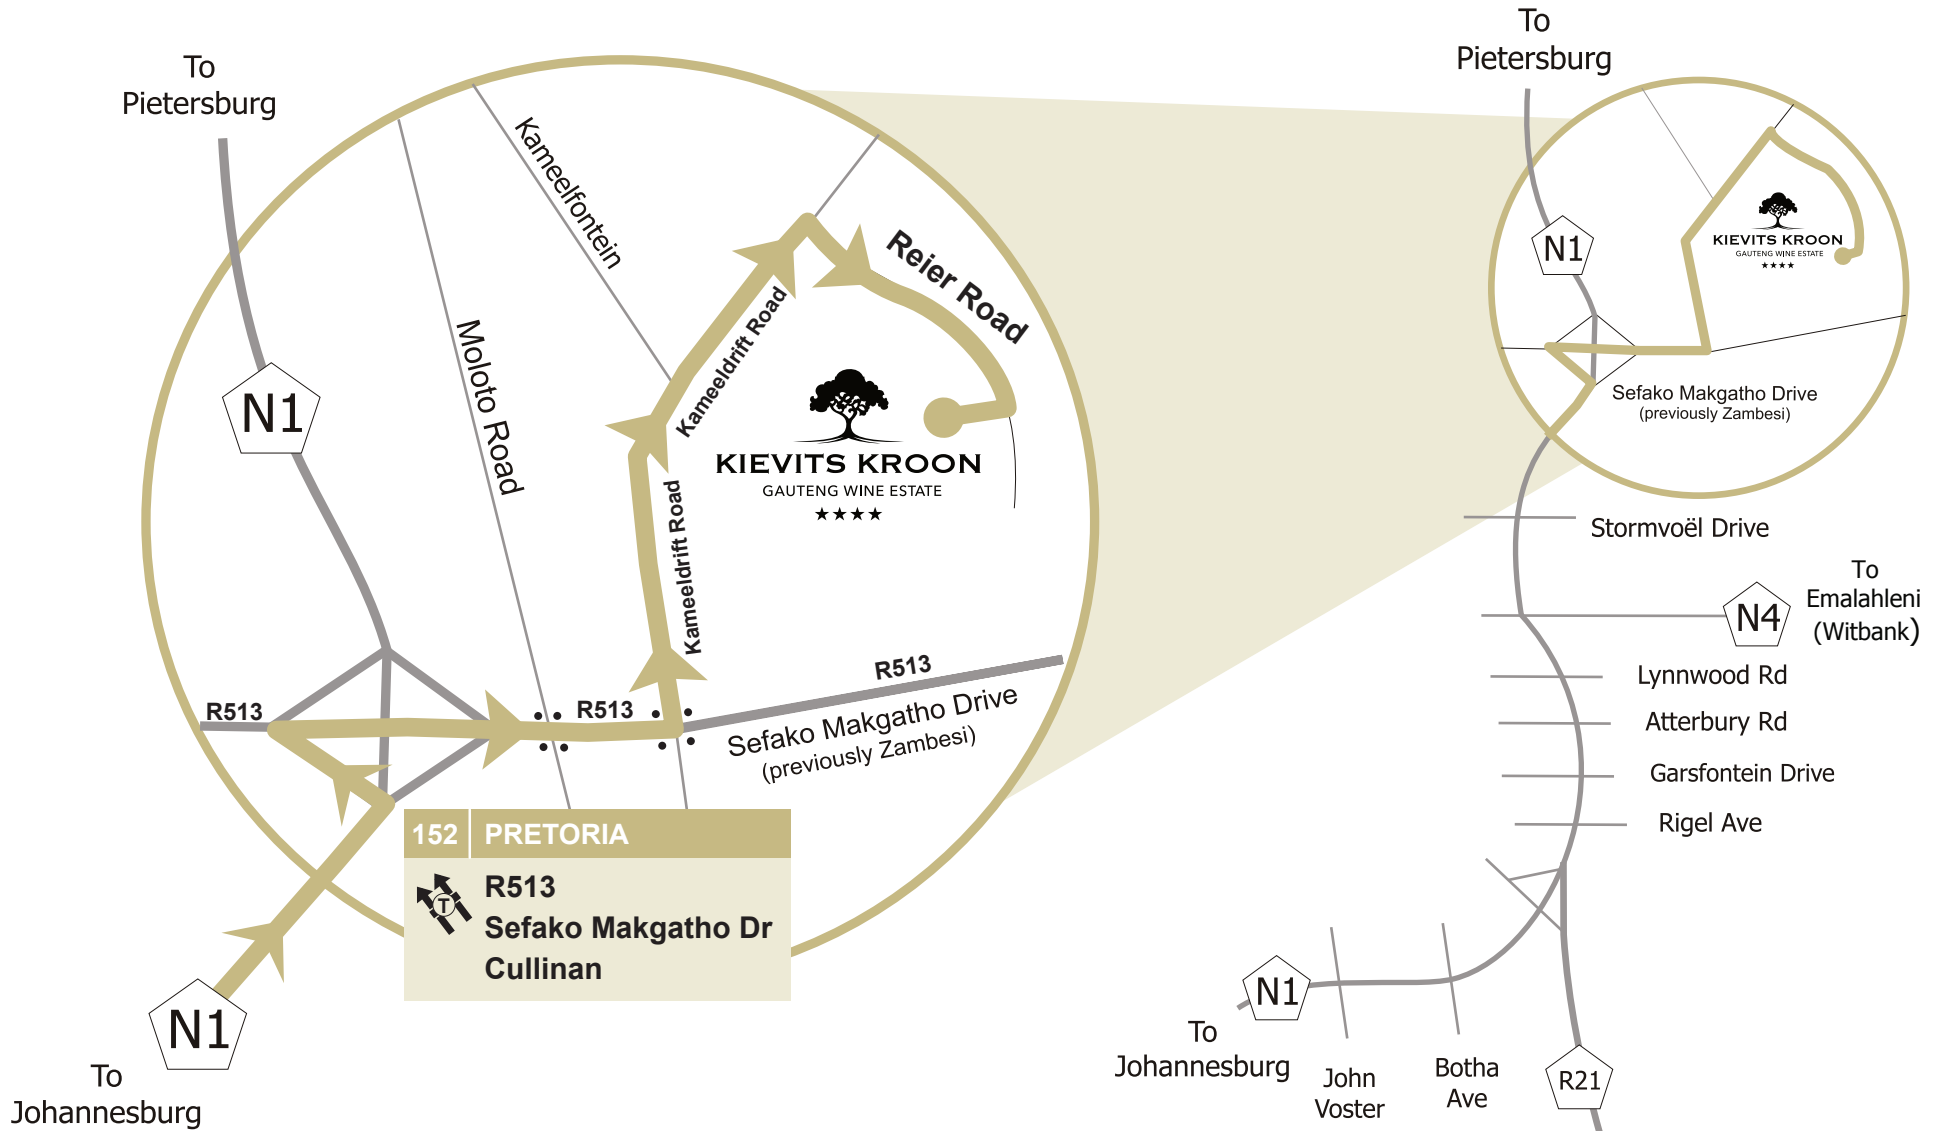 To
Pietersburg
Kameelfontein
Moloto Road
N1
Kameeldrift Road
Reier Road
KIEVITS KROON
GAUTENG WINE ESTATE
★★★★
Kameeldrift Road
R513
R513
R513
Sefako Makgatho Drive
(previously Zambesi)
152 PRETORIA
T
R513
Sefako Makgatho Dr
Cullinan
N1
To
Johannesburg
To
Pietersburg
N1
KIEVITS KROON
GAUTENG WINE ESTATE
★★★★
Sefako Makgatho Drive
(previously Zambesi)
Stormvoël Drive
N4
To
Emalahleni
(Witbank)
Lynnwood Rd
Atterbury Rd
Garsfontein Drive
Rigel Ave
N1
To
Johannesburg
John
Voster
Botha
Ave
R21